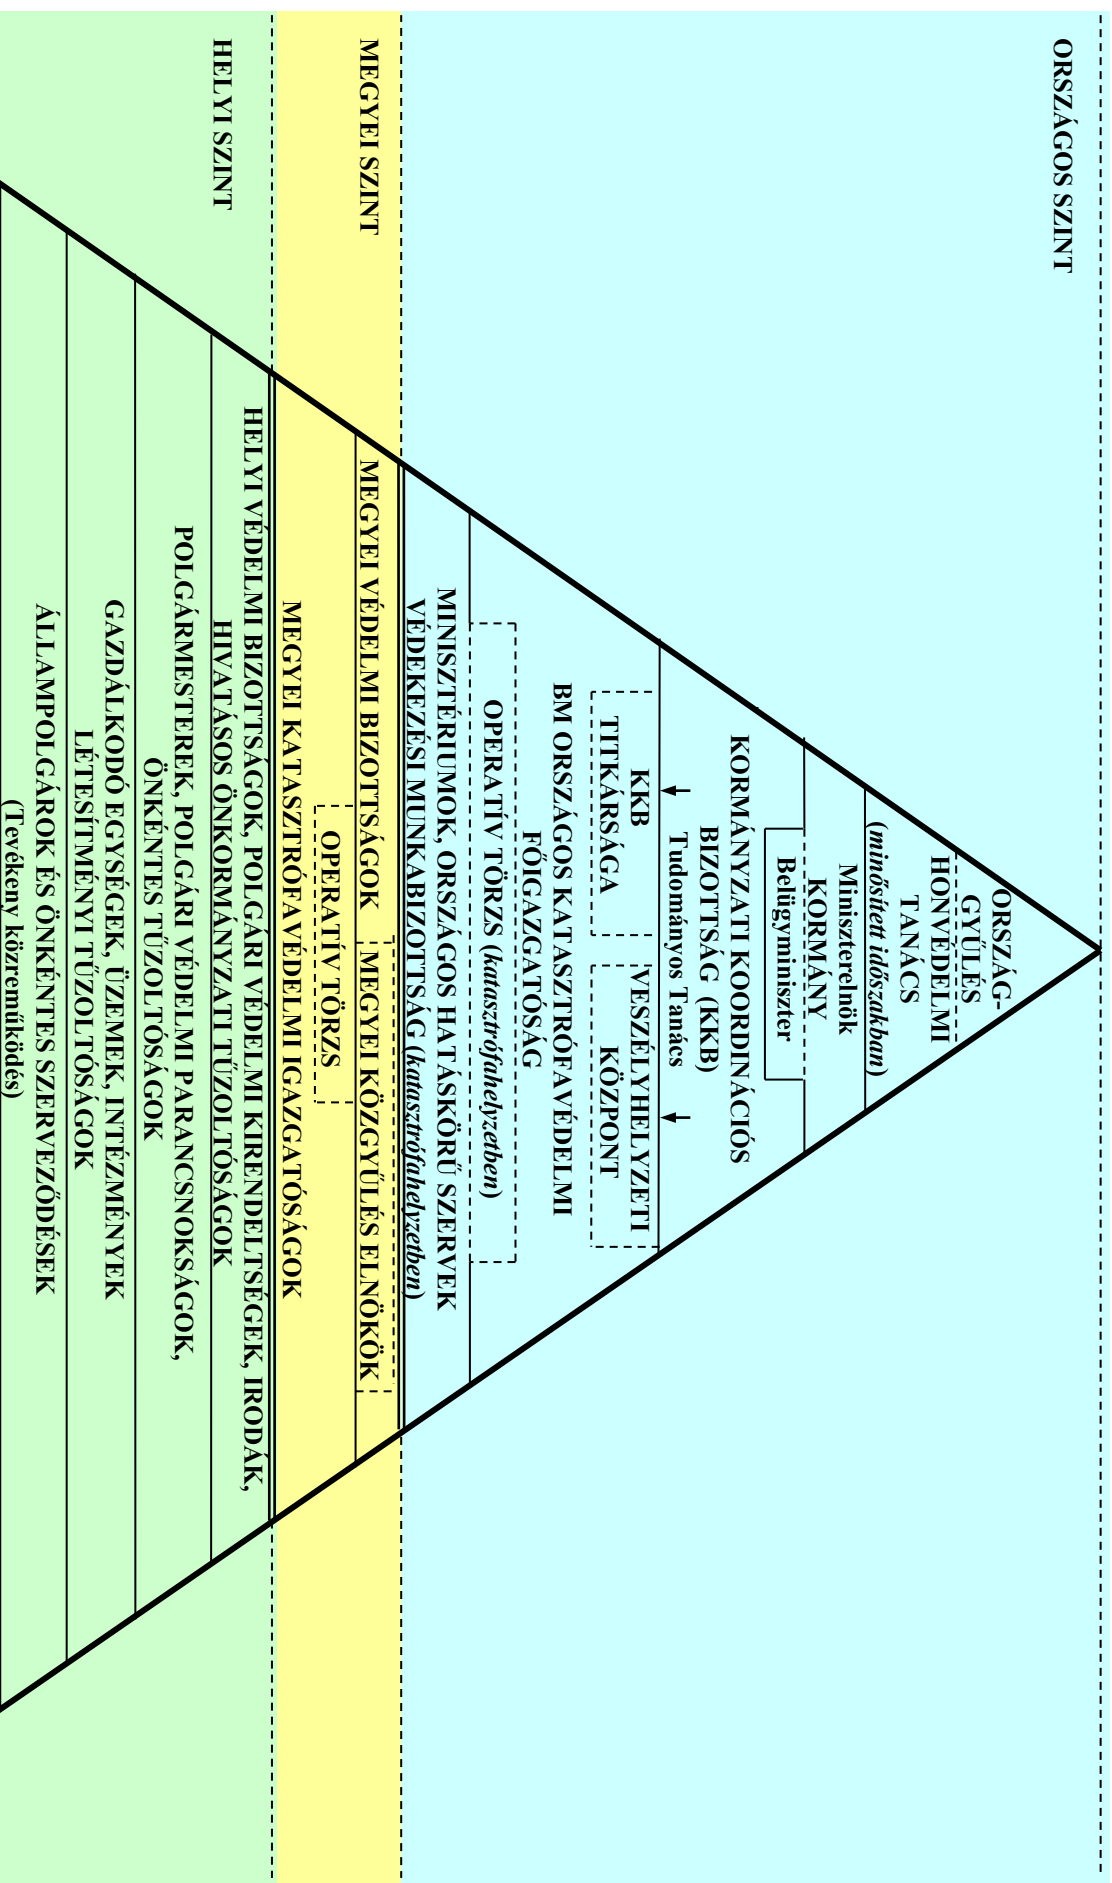 ORSZÁGOS SZINT
ORSZÁG-
GYŰLÉS
HONVÉDELMI
TANÁCS
Miniszterelnök
(minősített időszakban)
KORMÁNY
Belügyminiszter
KORMÁNYZATI KOORDINÁCIÓS
BIZOTTSÁG (KKB)
Tudományos Tanács
KKB
TITKÁRSÁGA
VESZÉLYHELYZETI
KÖZPONT
BM ORSZÁGOS KATASZTRÓFAVÉDELMI
FŐIGAZGATÓSÁG
OPERATÍV TÖRZS (katasztrófahelyzetben)
MINISZTÉRIUMOK, ORSZÁGOS HATÁSKÖRŰ SZERVEK
VÉDEKEZÉSI MUNKABIZOTTSÁG (katasztrófahelyzetben)
MEGYEI SZINT
MEGYEI VÉDELMI BIZOTTSÁGOK
MEGYEI KÖZGYŰLÉS ELNÖKÖK
OPERATÍV TÖRZS
MEGYEI KATASZTRÓFAVÉDELMI IGAZGATÓSÁGOK
HELYI SZINT
HELYI VÉDELMI BIZOTTSÁGOK, POLGÁRI VÉDELMI KIRENDELTSÉGEK, IRODÁK,
HIVATÁSOS ÖNKORMÁNYZATI TŰZOLTÓSÁGOK
POLGÁRMESTEREK, POLGÁRI VÉDELMI PARANCSNOKSÁGOK,
ÖNKÉNTES TŰZOLTÓSÁGOK
GAZDÁLKODÓ EGYSÉGEK, ÜZEMEK, INTÉZMÉNYEK
LÉTESÍTMÉNYI TŰZOLTÓSÁGOK
ÁLLAMPOLGÁROK ÉS ÖNKÉNTES SZERVEZŐDÉSEK
(Tevékeny közreműködés)